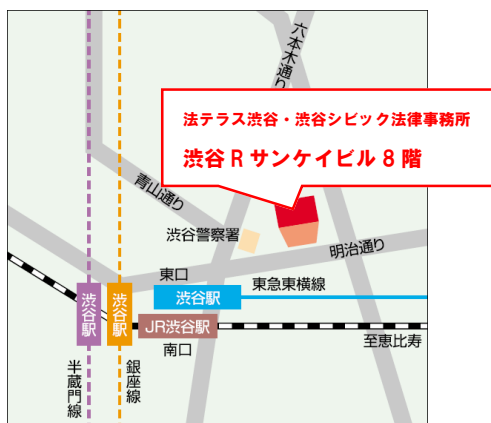 六本木通り
法テラス渋谷・渋谷シビック法律事務所
渋谷Rサンケイビル8階
青山通り
渋谷警察署
明治通り
東口
渋谷駅
東急東横線
渋谷駅
渋谷駅
JR渋谷駅
南口
至恵比寿
半蔵門線
銀座線